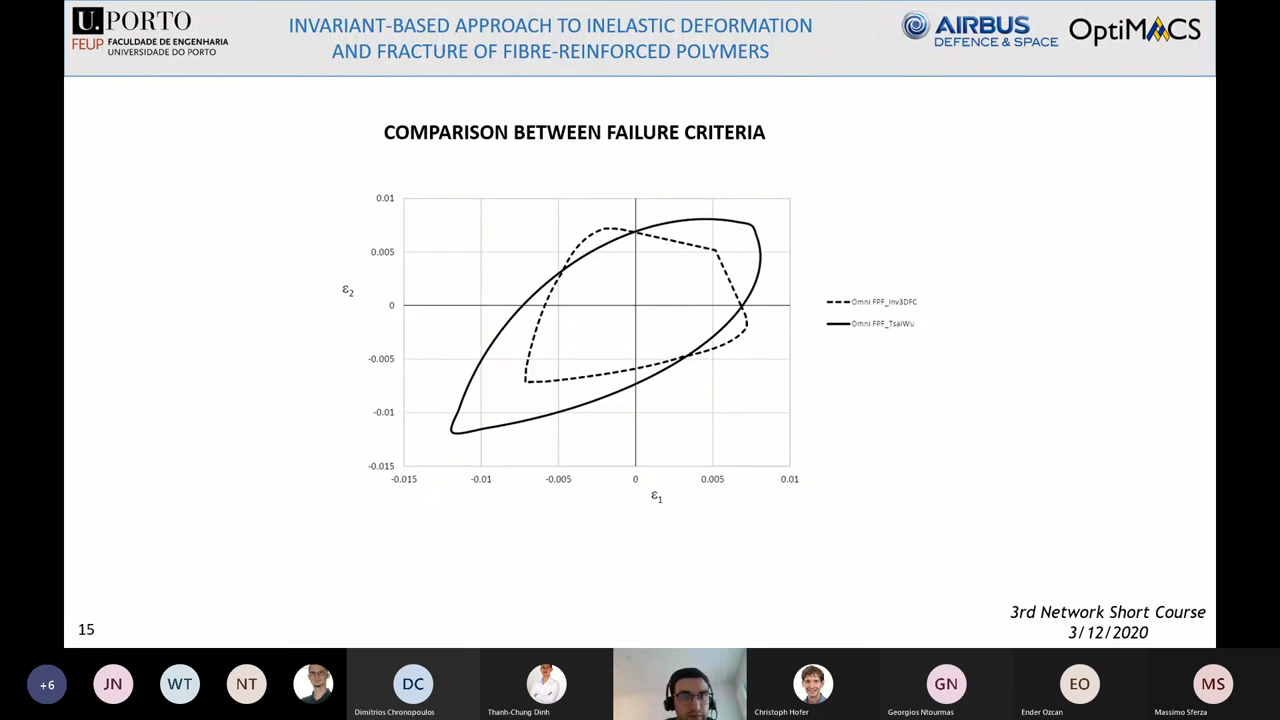 U.PORTO
FEUP FACULDADE DE ENGENHARIA
UNIVERSIDADE DO PORTO
INVARIANT-BASED APPROACH TO INELASTIC DEFORMATION
AND FRACTURE OF FIBRE-REINFORCED POLYMERS
AIRBUS
DEFENCE & SPACE
OptiMACS
COMPARISON BETWEEN FAILURE CRITERIA
0.01
0.005
0
-0.005
-0.01
-0.015
ε2
-0.015 -0.01 -0.005 0 0.005 0.01
ε1
Omni FPF_inv3DFC
Omni FPF_TsaiWu
15
3rd Network Short Course
3/12/2020
+6 JN WT NT DC GN EO MS
Dimitrios Chronopoulos Thanh-Chung Dinh Christoph Hofer Georgios Ntourmas Ender Ozcan Massimo Sferza